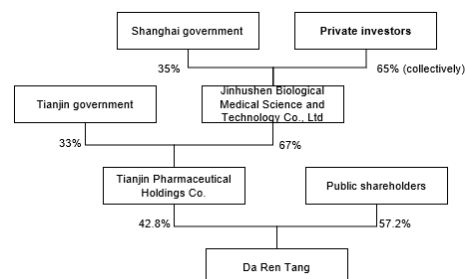 Shanghai government
Private investors
35%
65% (collectively)
Tianjin government
Jinhushen Biological
Medical Science and
Technology Co., Ltd
33%
67%
Tianjin Pharmaceutical
Holdings Co.
Public shareholders
42.8%
57.2%
Da Ren Tang